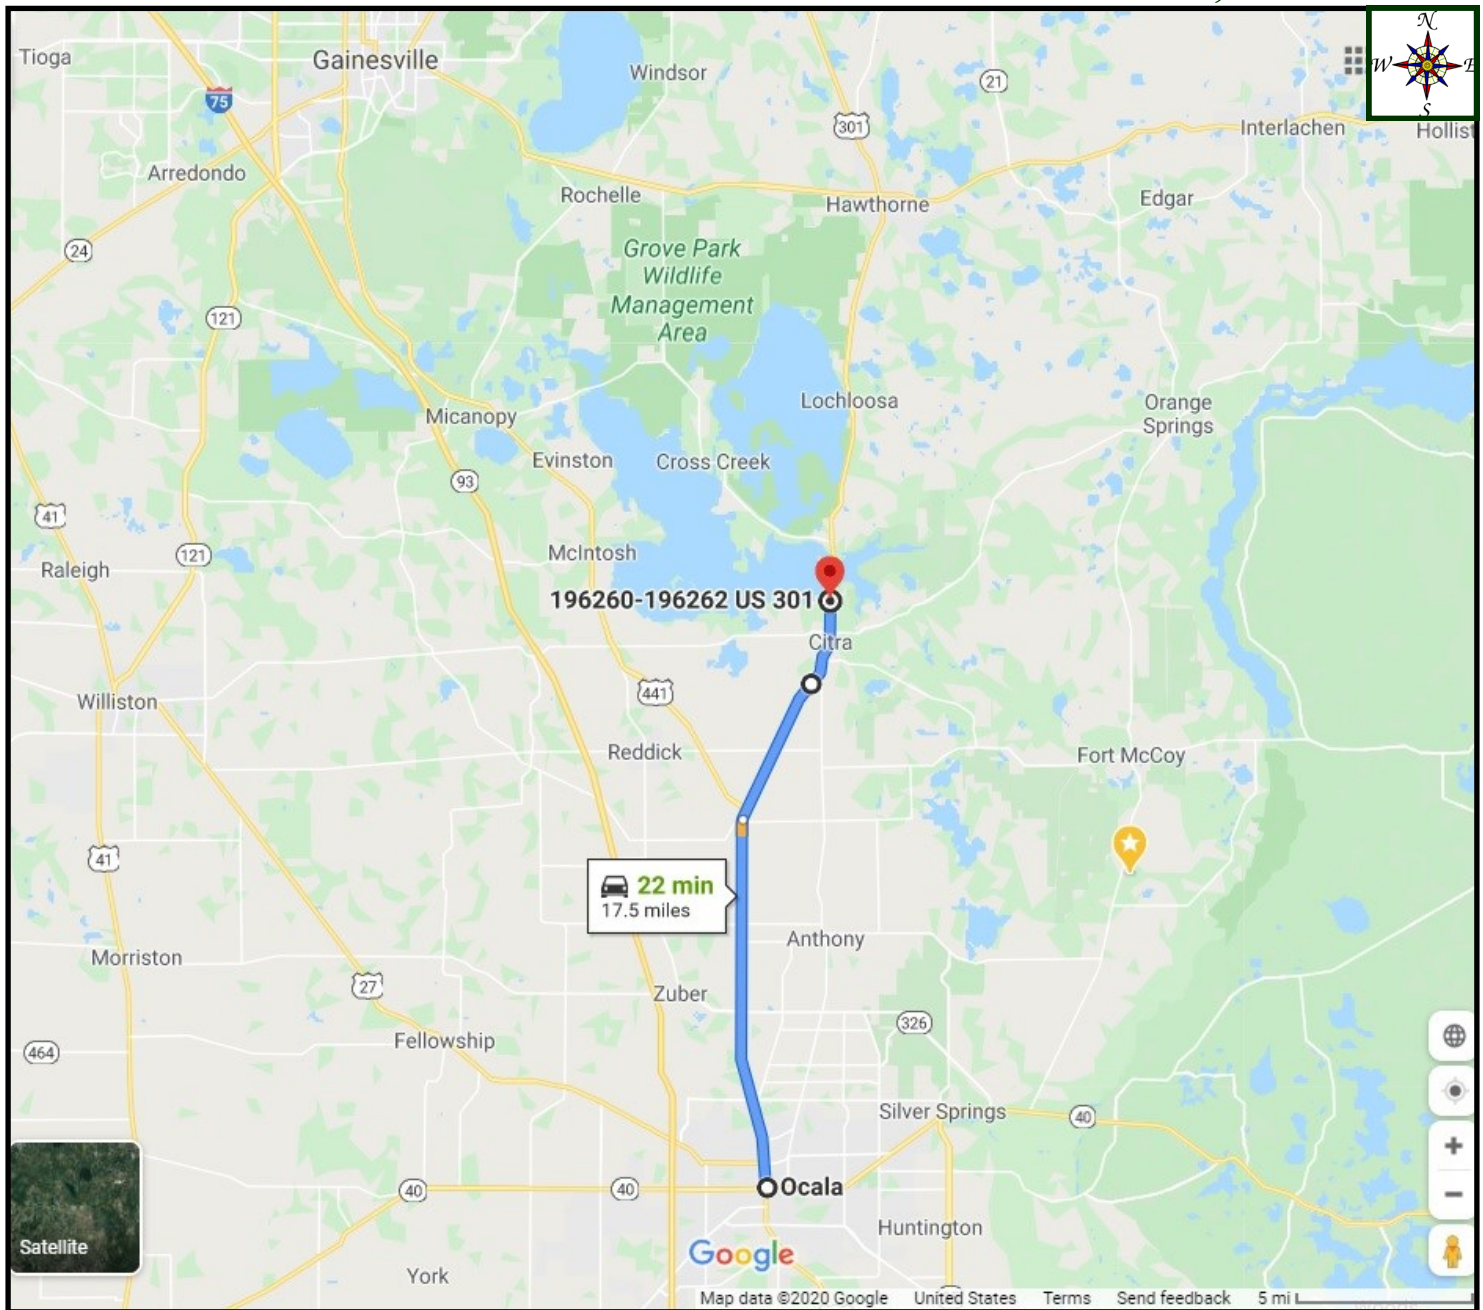 N
W
E
S
Tioga
Gainesville
Windsor
21
75
301
Interlachen
Arredondo
Rochelle
Hawthorne
Edgar
24
Grove Park
Wildlife
Management
Area
121
Micanopy
Lochloosa
Orange
Springs
Evinston
Cross Creek
93
41
121
McIntosh
Raleigh
196260-196262 US 301
Citra
441
Williston
Reddick
Fort McCoy
41
22 min
17.5 miles
Anthony
Morriston
27
Zuber
326
464
Fellowship
Silver Springs
40
40
40
Ocala
Huntington
Satellite
Google
York
Map data ©2020 Google United States Terms Send feedback 5 mi